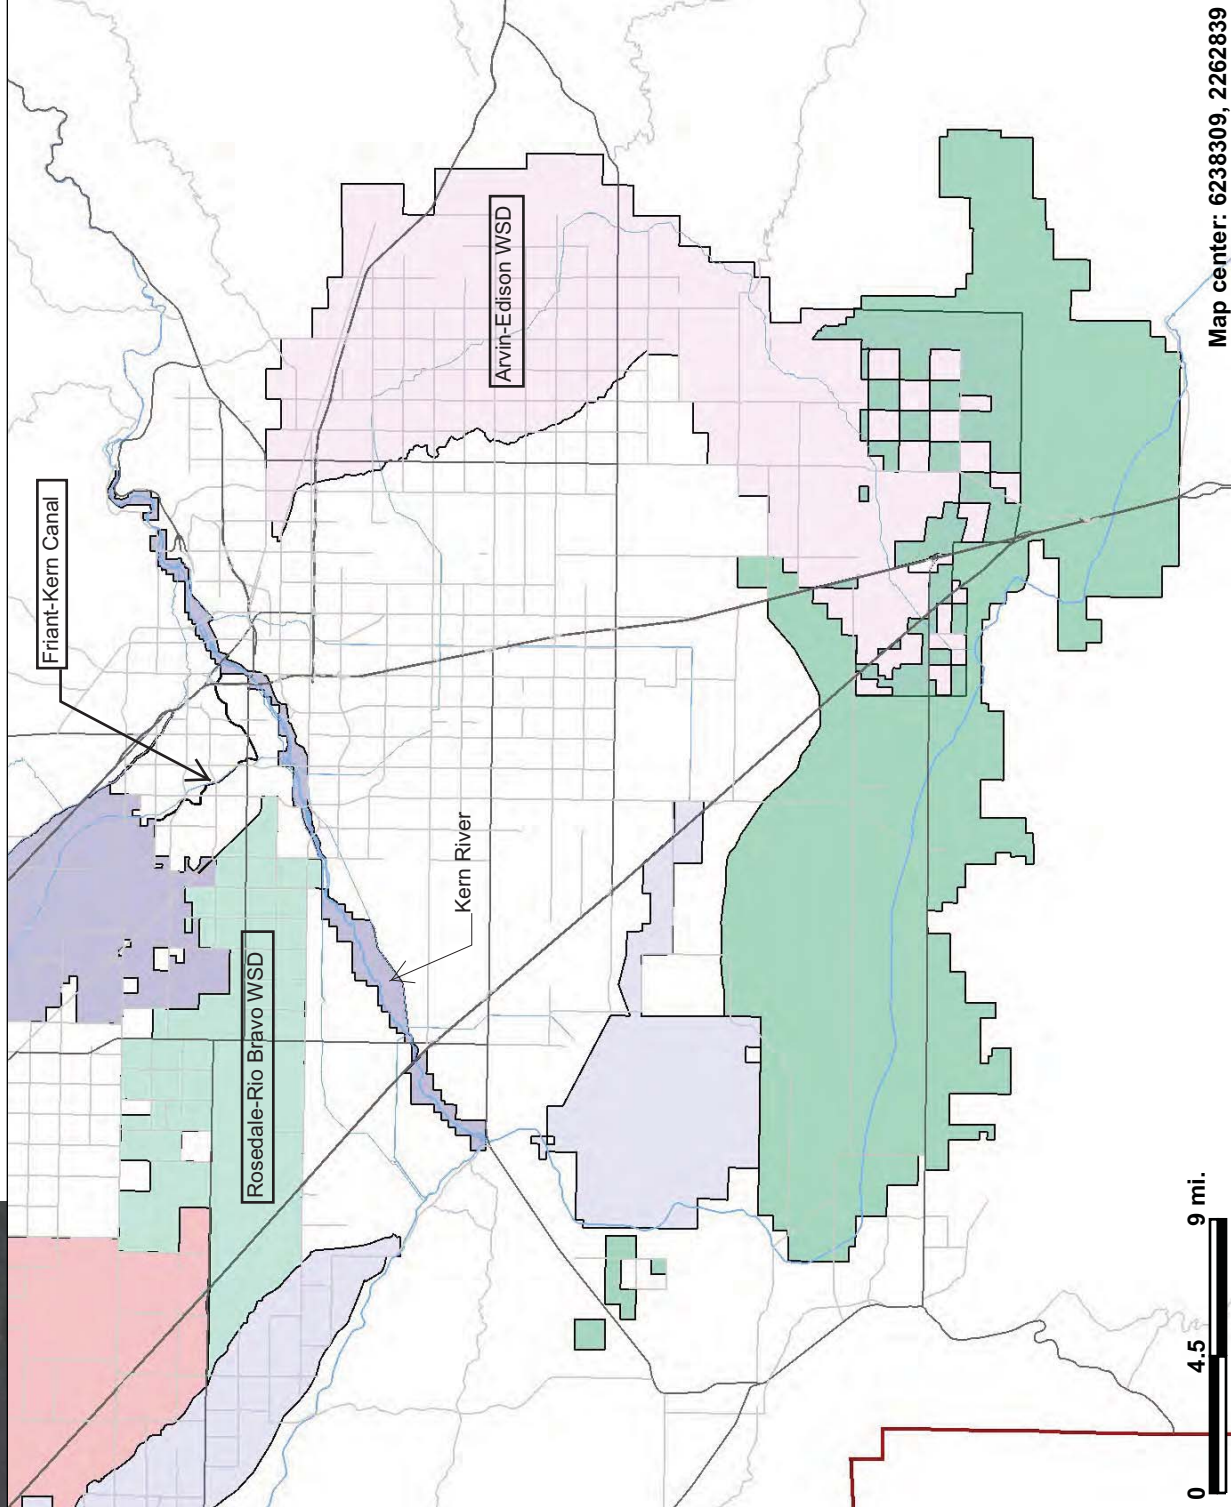 Friant-Kern Canal
Arvin-Edison WSD
Kern River
Rosedale-Rio Bravo WSD
0 4.5 9 mi.
Map center: 6238309, 2262839